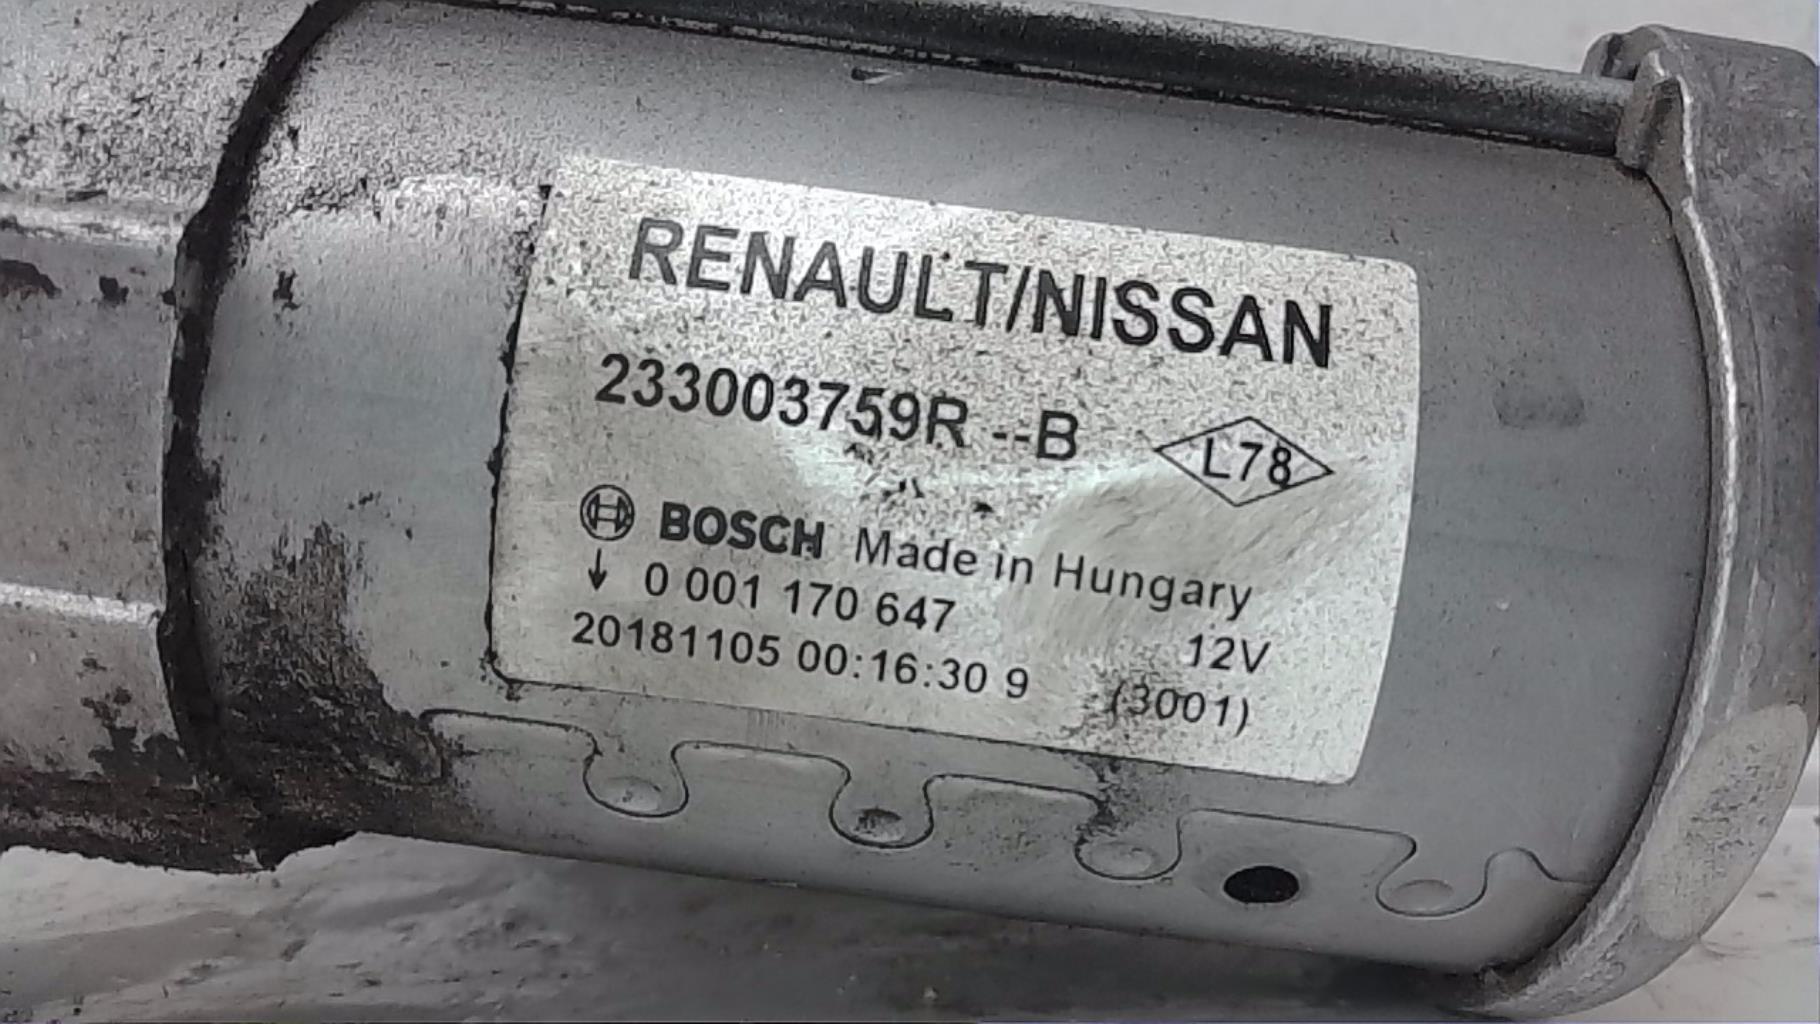 RENAULT/NISSAN
233003759R --B
L78
BOSCH Made in Hungary
↓ 0 001 170 647
12V
20181105 00:16:30 9
(3001)